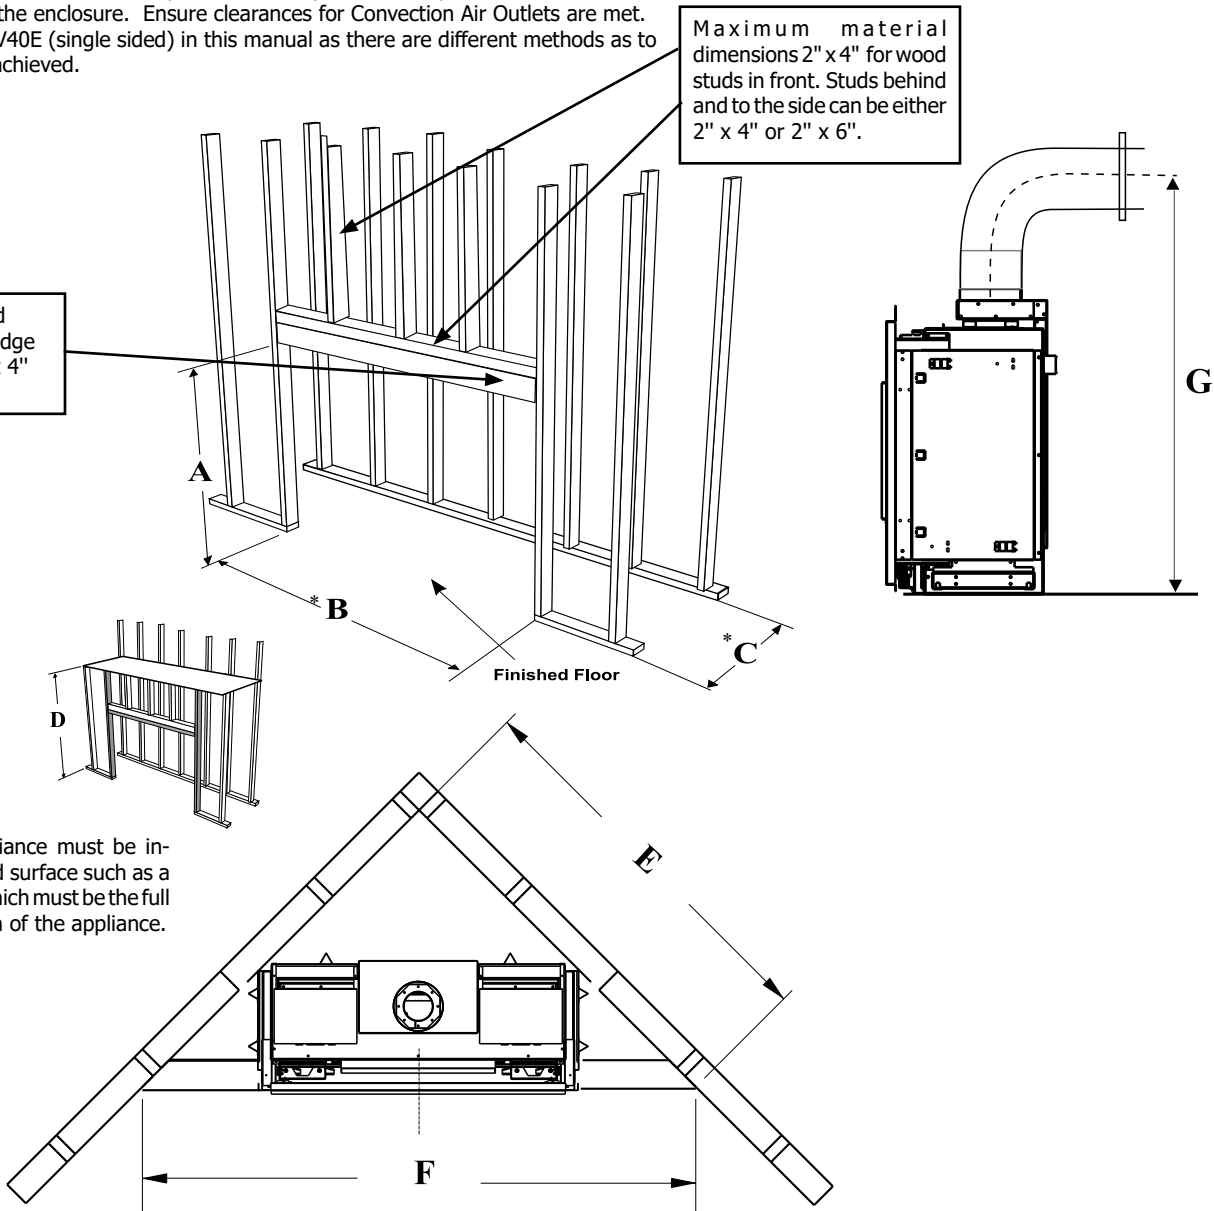 the enclosure. Ensure clearances for Convection Air Outlets are met.
V40E (single sided) in this manual as there are different methods as to
achieved.
Maximum material
dimensions 2" x 4" for wood
studs in front. Studs behind
and to the side can be either
2" x 4" or 2" x 6".
4"
A
* B
* C
Finished Floor
G
D
iance must be in-
d surface such as a
hich must be the full
of the appliance.
E
F